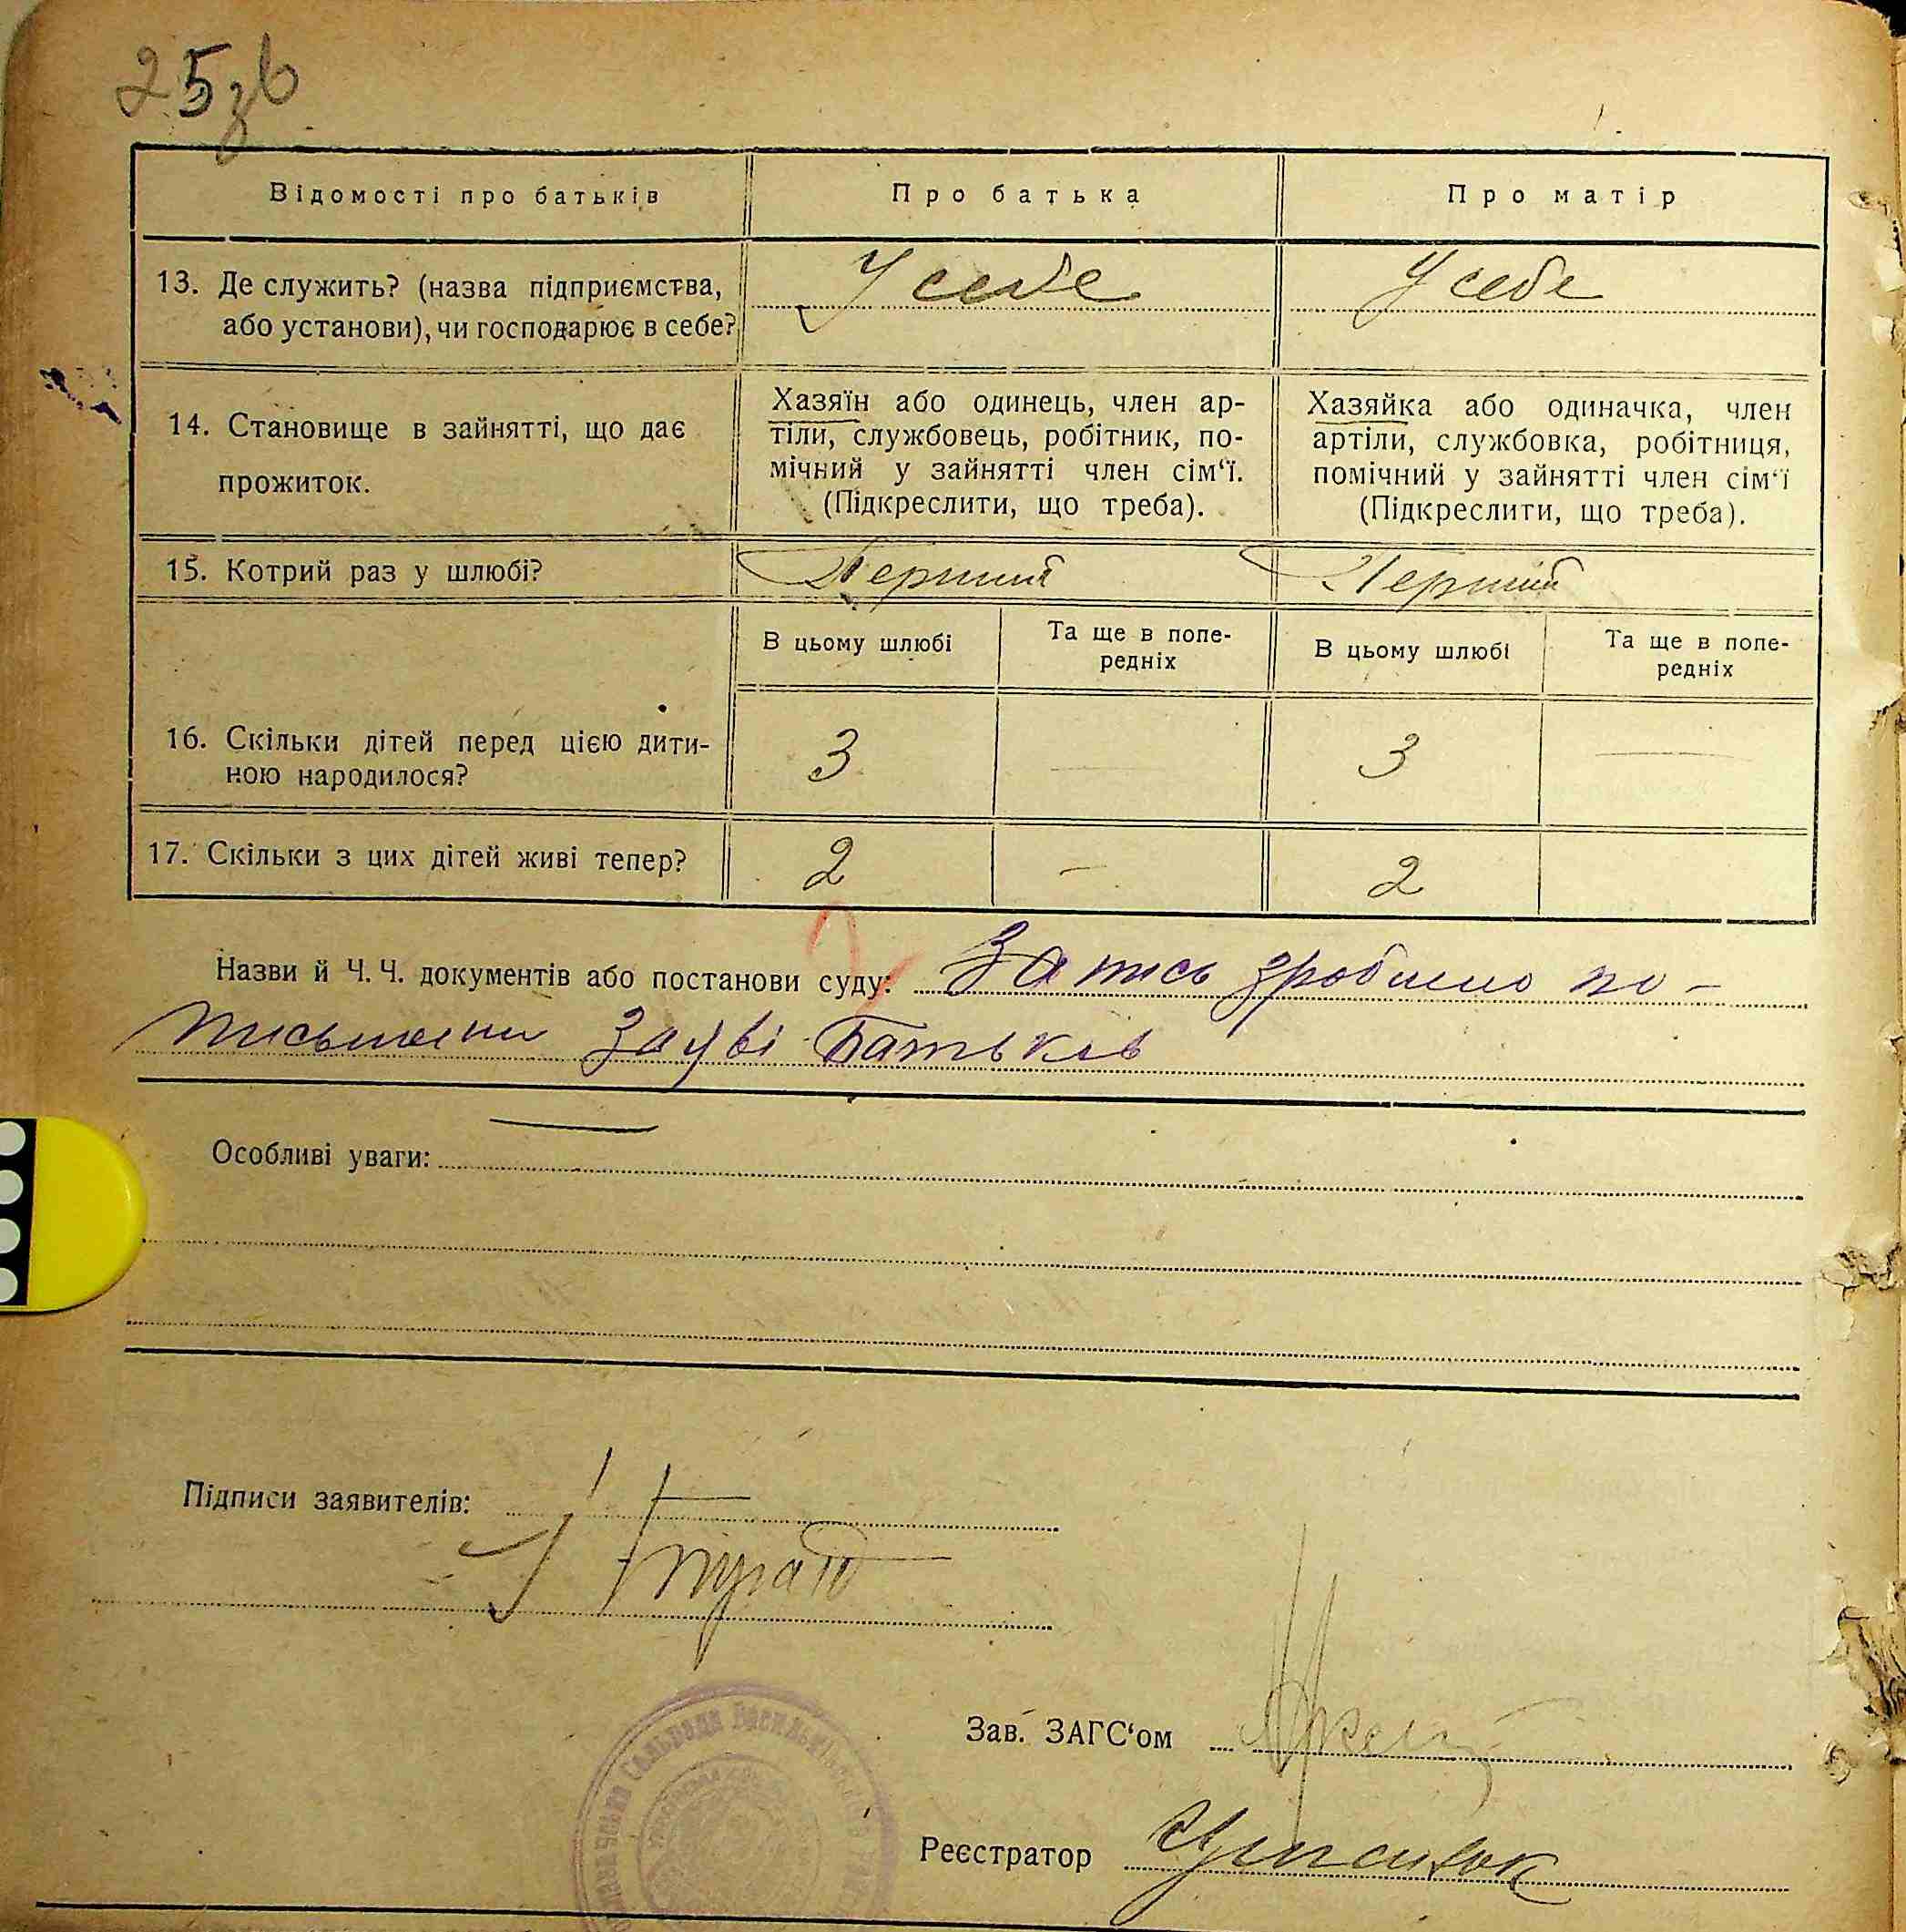 25зв
Відомості про батьків
Про батька
Про матір
13. Де служить? (назва підприємства,
або установи), чи господарює в себе?
У себе
У себе
14. Становище в зайнятті, що дає
прожиток.
Хазяїн або одинець, член ар-
тіли, службовець, робітник, по-
мічний у зайнятті член сім‘ї.
(Підкреслити, що треба).
Хазяйка або одиначка, член
артіли, службовка, робітниця,
помічний у зайнятті член сім‘ї
(Підкреслити, що треба).
15. Котрий раз у шлюбі?
Перший
Перший
В цьому шлюбі
Та ще в попе-
редніх
В цьому шлюбі
Та ще в попе-
редніх
16. Скільки дітей перед цією дити-
ною народилося?
3
—
3
—
17. Скільки з цих дітей живі тепер?
2
—
2
Назви й Ч. Ч. документів або постанови суду: Запись зроблено по-
заяві Батьків
Особливі уваги: —
Підписи заявителів:
Зав. ЗАГС‘ом
Реєстратор
Сільради Васильківського